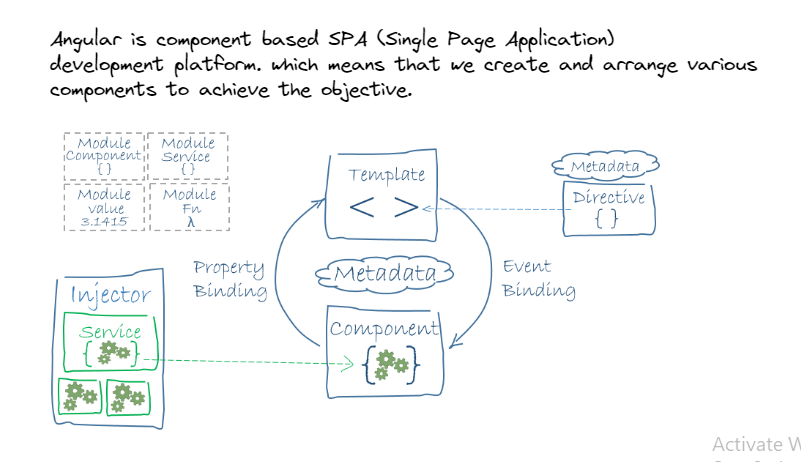 Angular is component based SPA (Single Page Application)
development platform. which means that we create and arrange various
components to achieve the objective.
Module
Component
{}
Module
Service
{}
Module
value
3.1415
Module
Fn
λ
Template
< >
Metadata
Directive
{ }
Property
Binding
Metadata
Event
Binding
Injector
Service
{ }
Component
{ }
Activate W